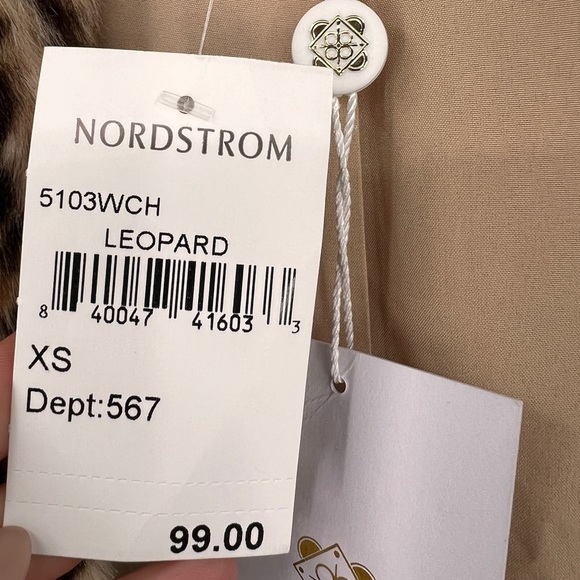 NORDSTROM
5103WCH
LEOPARD
8 40047 41603 3
XS
Dept:567
99.00